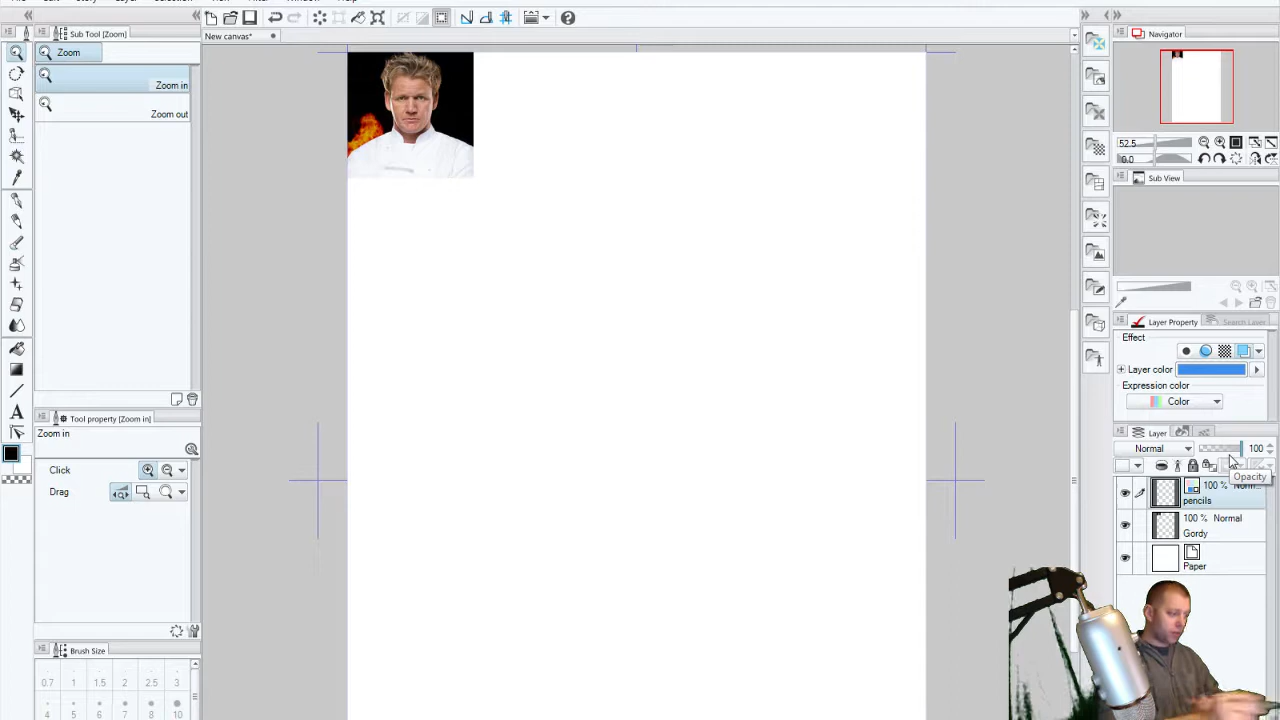 New canvas*
Sub Tool [Zoom]
Zoom
Zoom in
Zoom out
Tool property [Zoom in]
Zoom in
Click
Drag
Brush Size
0.7 1 1.5 2 2.5 3
4 5 6 7 8 10
Navigator
52.5
0.0
Sub View
Layer Property
Search Layer
Effect
Layer color
Expression color
Color
Layer
Normal
100
Opacity
100 %
pencils
100 % Normal
Gordy
Paper